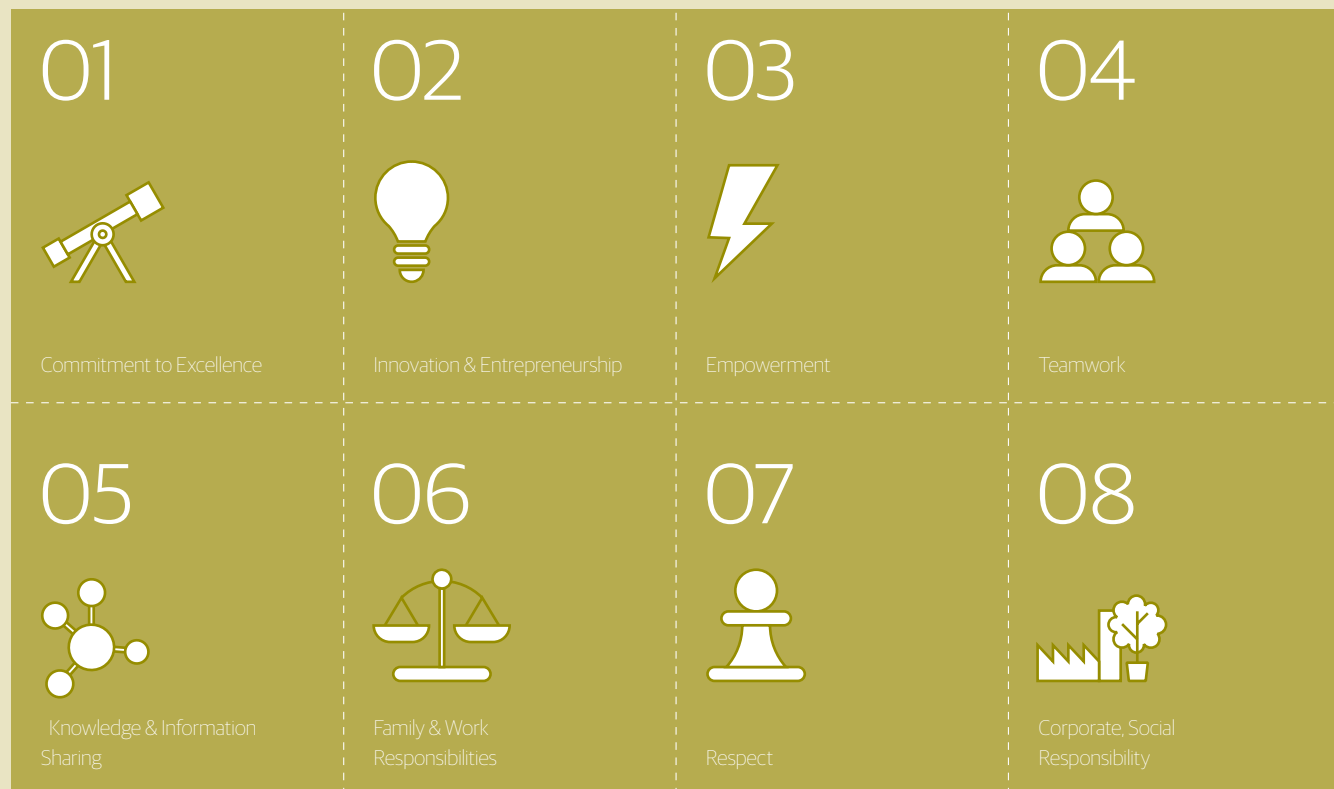 01
02
03
04
Commitment to Excellence
Innovation & Entrepreneurship
Empowerment
Teamwork
05
06
07
08
Knowledge & Information
Sharing
Family & Work
Responsibilities
Respect
Corporate, Social
Responsibility